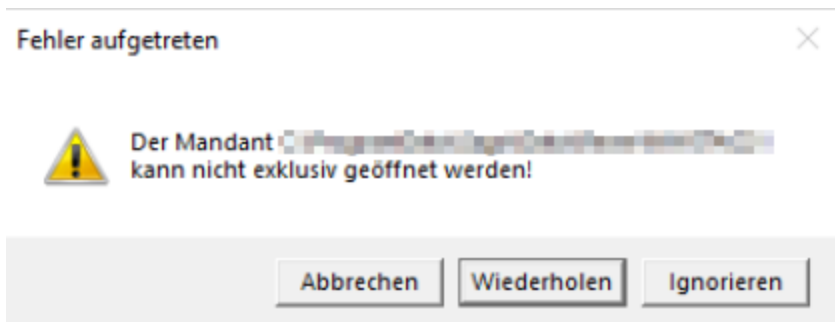 Fehler aufgetreten
Der Mandant
kann nicht exklusiv geöffnet werden!
Abbrechen Wiederholen Ignorieren